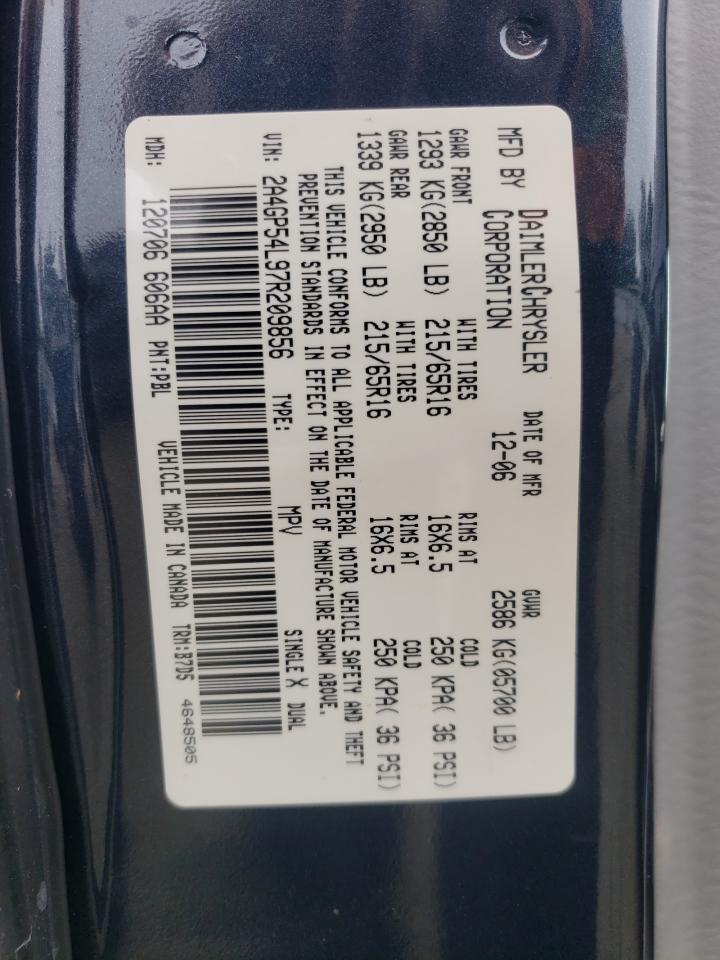 MFD BY DAIMLERCHRYSLER CORPORATION DATE OF MFR 12-06 GVWR 2586 KG(05700 LB)
GAWR FRONT WITH TIRES RIMS AT COLD
1293 KG(2850 LB) 215/65R16 16X6.5 250 KPA( 36 PSI)
GAWR REAR WITH TIRES RIMS AT COLD
1339 KG(2950 LB) 215/65R16 16X6.5 250 KPA( 36 PSI)
THIS VEHICLE CONFORMS TO ALL APPLICABLE FEDERAL MOTOR VEHICLE SAFETY AND THEFT
PREVENTION STANDARDS IN EFFECT ON THE DATE OF MANUFACTURE SHOWN ABOVE.
VIN: 2A4GP54L97R209856 TYPE: MPV SINGLE X DUAL
MDH: 120706 606AA PNT:PBL VEHICLE MADE IN CANADA TRM:B7D5 4648505